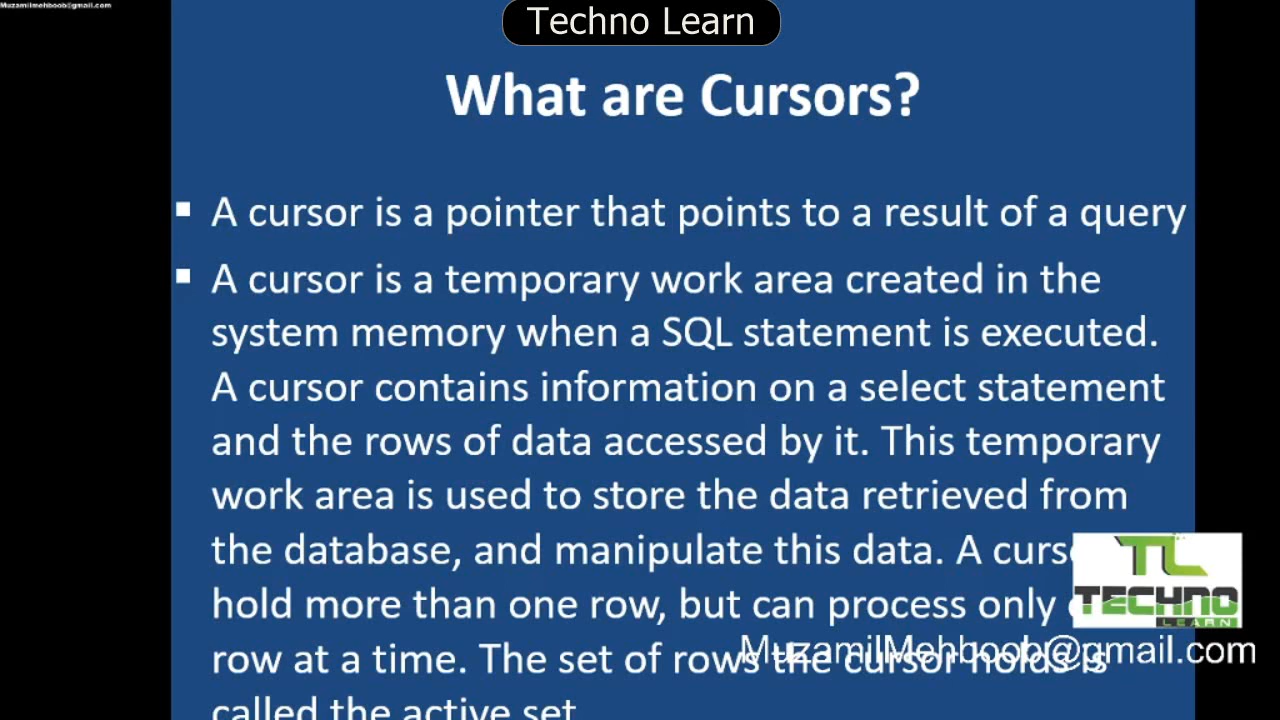 Muzamilmehboob@gmail.com
Techno Learn
What are Cursors?
▪ A cursor is a pointer that points to a result of a query
▪ A cursor is a temporary work area created in the
system memory when a SQL statement is executed.
A cursor contains information on a select statement
and the rows of data accessed by it. This temporary
work area is used to store the data retrieved from
the database, and manipulate this data. A
hold more than one row, but can process only
row at a time. The set of rows the cursor holds is
called the active set
TL
TECHNO
LEARN
MuzamilMehboob@gmail.com